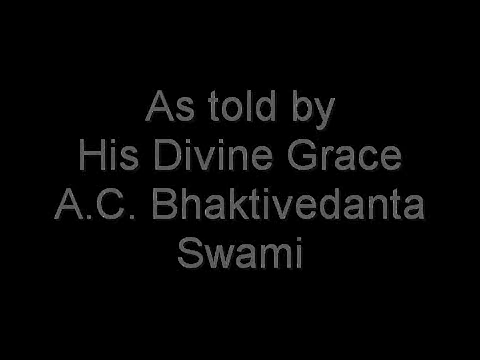 As told by
His Divine Grace
A.C. Bhaktivedanta
Swami